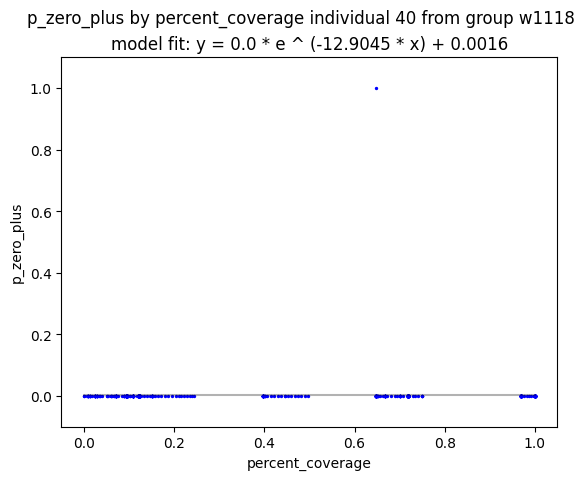 p_zero_plus by percent_coverage individual 40 from group w1118
model fit: y = 0.0 * e ^ (-12.9045 * x) + 0.0016
1.0
0.8
0.6
0.4
0.2
0.0
p_zero_plus
0.0 0.2 0.4 0.6 0.8 1.0
percent_coverage